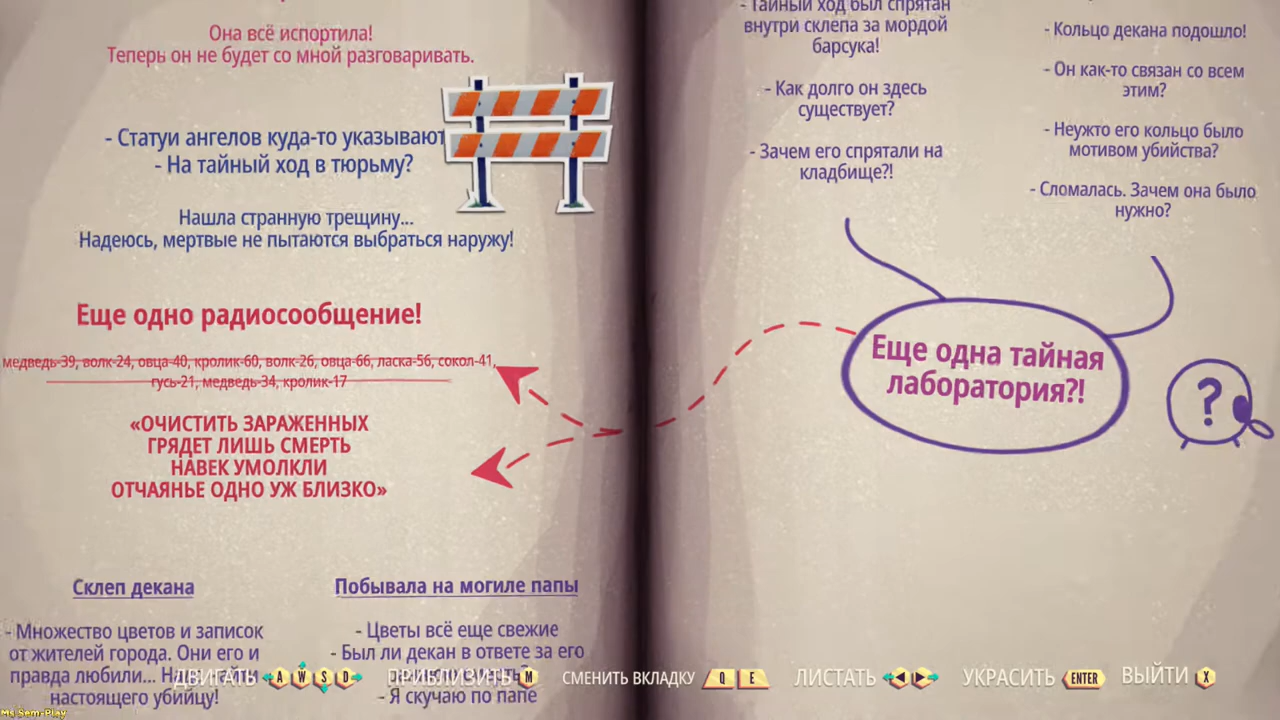 Она всё испортила!
Теперь он не будет со мной разговаривать.
- Статуи ангелов куда-то указывают
- На тайный ход в тюрьму?
Нашла странную трещину...
Надеюсь, мертвые не пытаются выбраться наружу!
Еще одно радиосообщение!
медведь-39, волк-24, овца-40, кролик-60, волк-26, овца-66, ласка-56, сокол-41,
гусь-21, медведь-34, кролик-17
«ОЧИСТИТЬ ЗАРАЖЕННЫХ
ГРЯДЕТ ЛИШЬ СМЕРТЬ
НАВЕК УМОЛКЛИ
ОТЧАЯНЬЕ ОДНО УЖ БЛИЗКО»
Склеп декана
- Множество цветов и записок
от жителей города. Они его и
правда любили...
настоящего убийцу!
Побывала на могиле папы
- Цветы всё еще свежие
- Был ли декан в ответе за его
- Я скучаю по папе
- Тайный ход был спрятан
внутри склепа за мордой
барсука!
- Как долго он здесь
существует?
- Зачем его спрятали на
кладбище?!
- Кольцо декана подошло!
- Он как-то связан со всем
этим?
- Неужто его кольцо было
мотивом убийства?
- Сломалась. Зачем она было
нужно?
Еще одна тайная
лаборатория?!
?
ДВИГАТЬ A W S D
ПРИБЛИЗИТЬ M
СМЕНИТЬ ВКЛАДКУ Q E
ЛИСТАТЬ
УКРАСИТЬ ENTER
ВЫЙТИ X
Ms Sem-Play